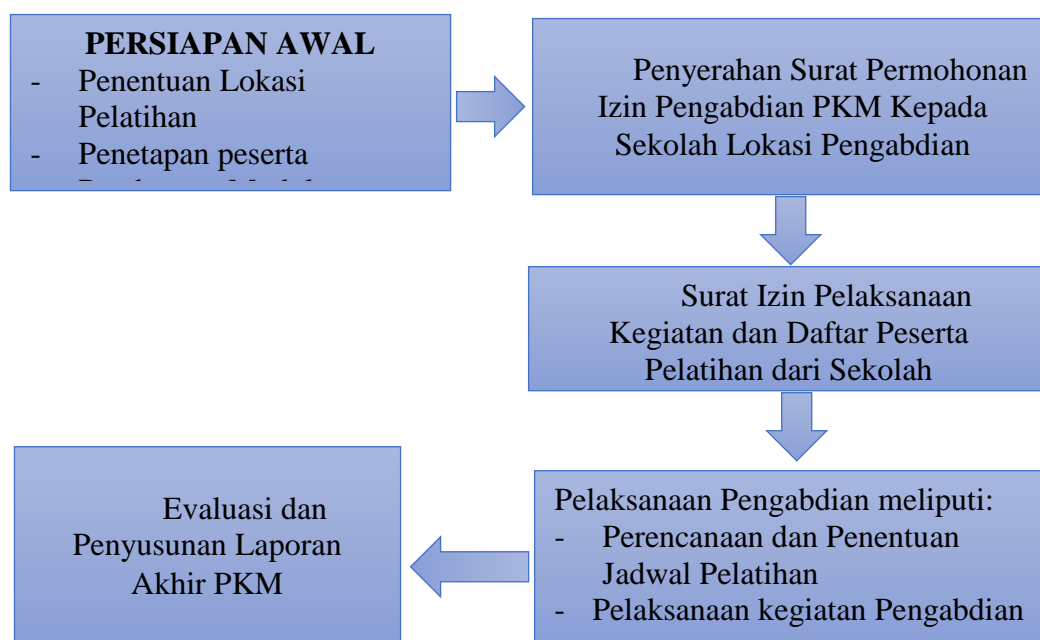 PERSIAPAN AWAL
- Penentuan Lokasi
Pelatihan
- Penetapan peserta
Penyerahan Surat Permohonan
Izin Pengabdian PKM Kepada
Sekolah Lokasi Pengabdian
Surat Izin Pelaksanaan
Kegiatan dan Daftar Peserta
Pelatihan dari Sekolah
Pelaksanaan Pengabdian meliputi:
- Perencanaan dan Penentuan
Jadwal Pelatihan
- Pelaksanaan kegiatan Pengabdian
Evaluasi dan
Penyusunan Laporan
Akhir PKM